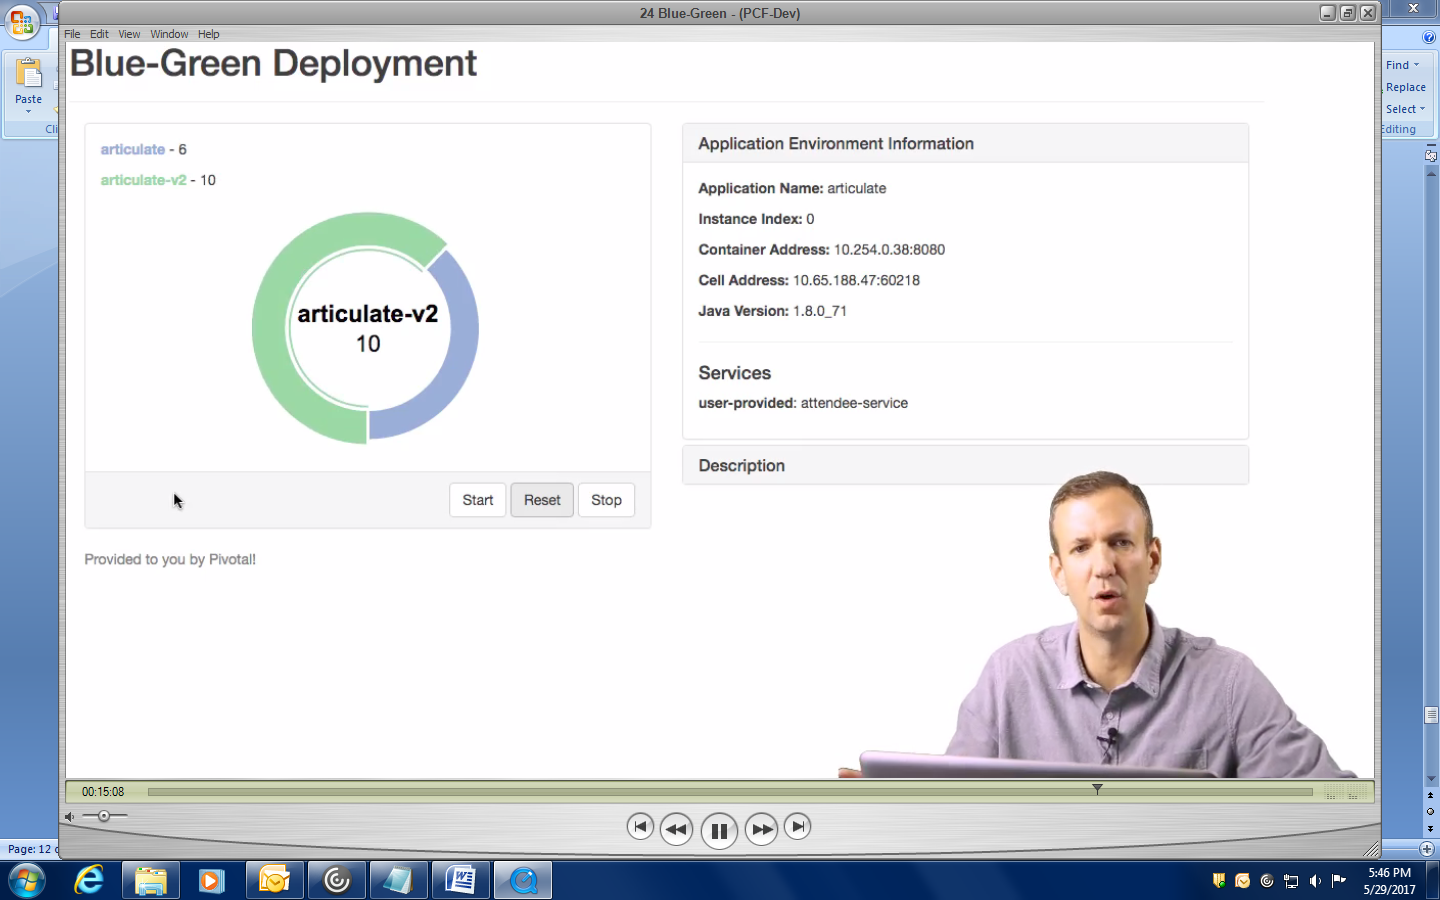 24 Blue-Green - (PCF-Dev)
File Edit View Window Help
Blue-Green Deployment
Paste
Find
Replace
Select
Editing
articulate - 6
articulate-v2 - 10
articulate-v2
10
Start Reset Stop
Provided to you by Pivotal!
Application Environment Information
Application Name: articulate
Instance Index: 0
Container Address: 10.254.0.38:8080
Cell Address: 10.65.188.47:60218
Java Version: 1.8.0_71
Services
user-provided: attendee-service
Description
00:15:08
Page: 12
5:46 PM
5/29/2017